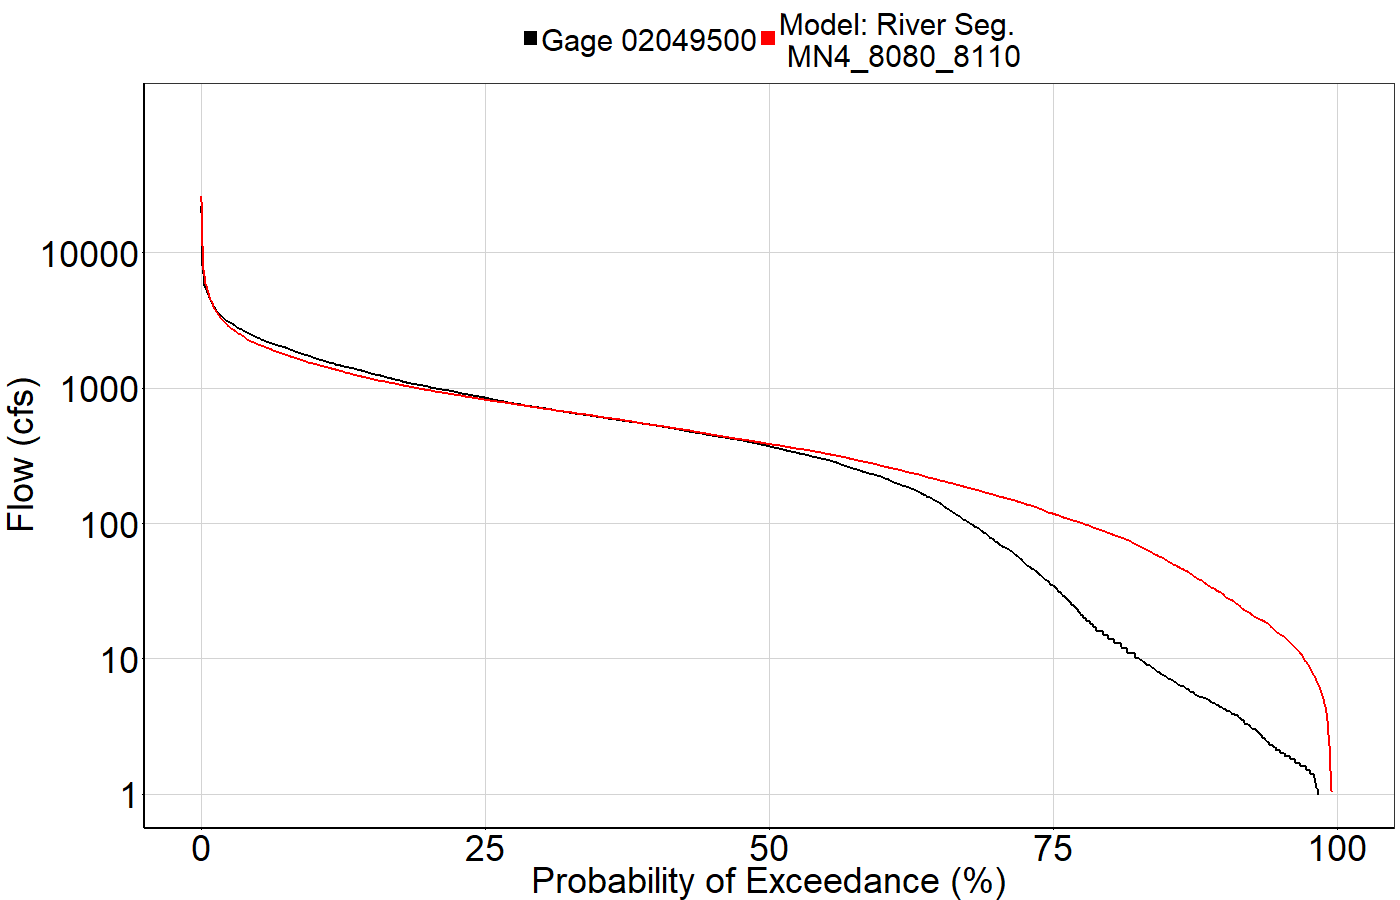 Gage 02049500
Model: River Seg.
MN4_8080_8110
Flow (cfs)
10000
1000
100
10
1
0 25 50 75 100
Probability of Exceedance (%)